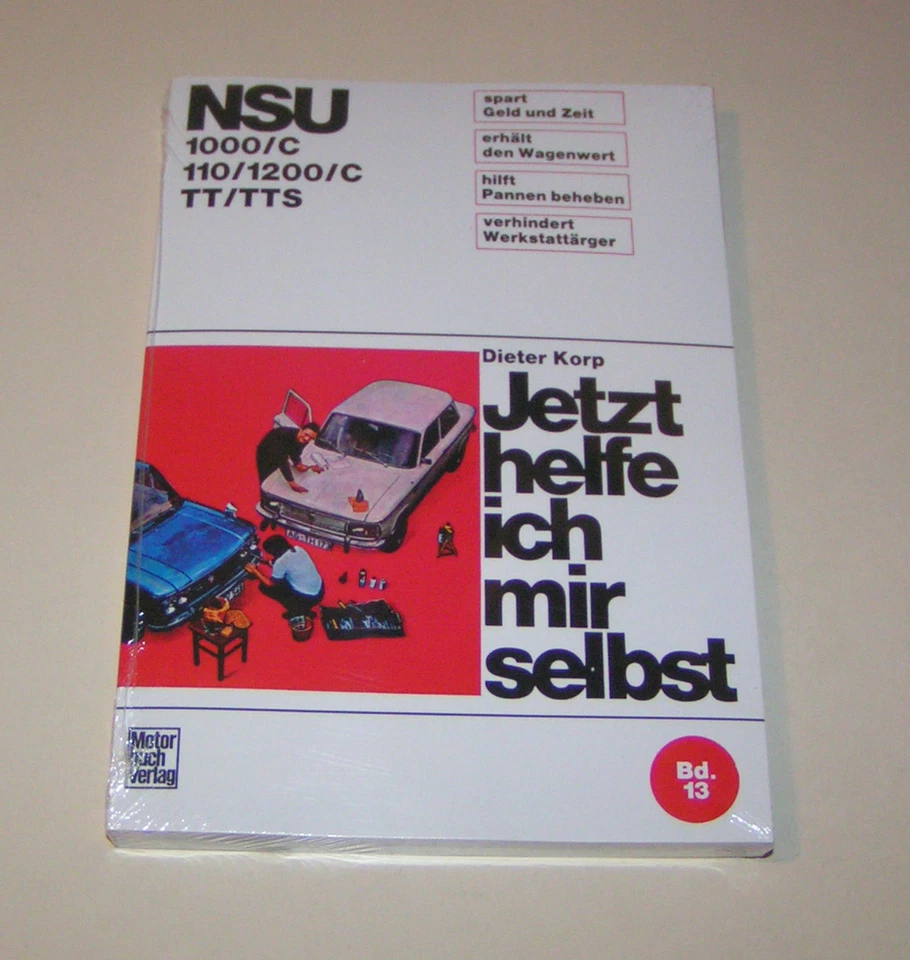 NSU
1000/C
110/1200/C
TT/TTS
spart
Geld und Zeit
erhält
den Wagenwert
hilft
Pannen beheben
verhindert
Werkstattärger
Dieter Korp
Jetzt
helfe
ich
mir
selbst
Motor
buch
Verlag
Bd.
13